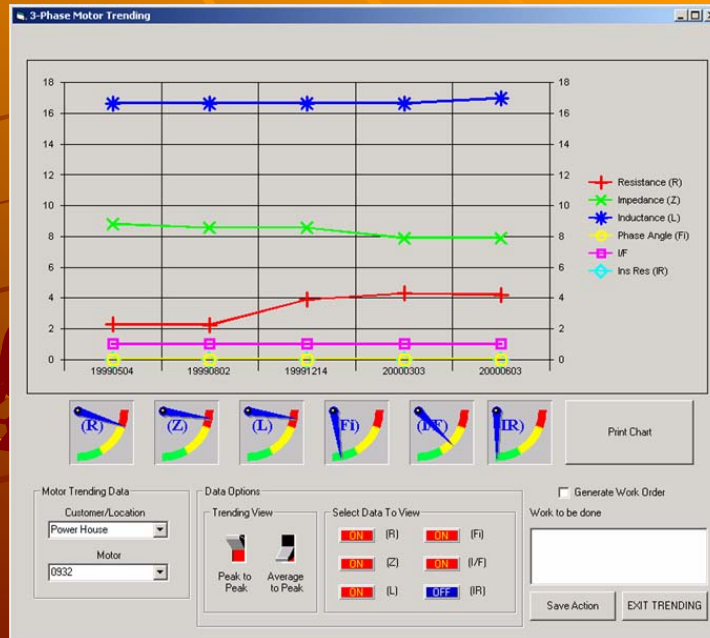 3-Phase Motor Trending
18
16
14
12
10
8
6
4
2
0
18
16
14
12
10
8
6
4
2
0
19990504 19990802 19991214 20000303 20000603
Resistance (R)
Impedance (Z)
Inductance (L)
Phase Angle (Fi)
I/F
Ins Res (IR)
(R) (Z) (L) (Fi) (I/F) (IR)
Print Chart
Motor Trending Data
Customer/Location
Power House
Motor
0932
Data Options
Trending View
Peak to
Peak
Average
to Peak
Select Data To View
ON (R) ON (Fi)
ON (Z) ON (I/F)
ON (L) OFF (IR)
Generate Work Order
Work to be done
Save Action EXIT TRENDING